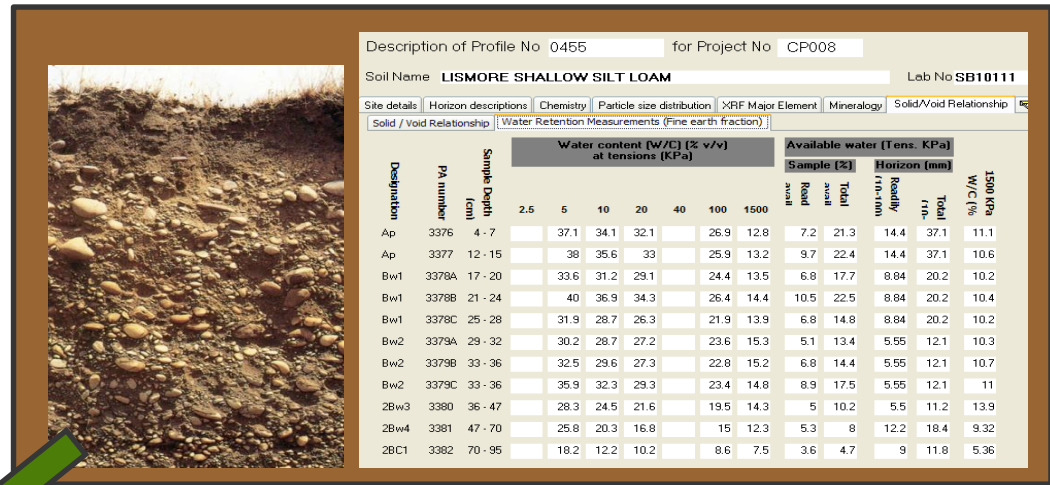 Description of Profile No 0455 for Project No CP008
Soil Name LISMORE SHALLOW SILT LOAM Lab No SB10111
Site details Horizon descriptions Chemistry Particle size distribution XRF Major Element Mineralogy Solid/Void Relationship
Solid / Void Relationship Water Retention Measurements (Fine earth fraction)
Water content (W/C) (% v/v) at tensions (KPa) Available water (Tens. KPa)
Sample (%) Horizon (mm)
Designation PA number Sample Depth (cm) 2.5 5 10 20 40 100 1500 Read avail Total avail Readily (10-100) Total (10- 1500 KPa W/C (%
Ap 3376 4 - 7 37.1 34.1 32.1 26.9 12.8 7.2 21.3 14.4 37.1 11.1
Ap 3377 12 - 15 38 35.6 33 25.9 13.2 9.7 22.4 14.4 37.1 10.6
Bw1 3378A 17 - 20 33.6 31.2 29.1 24.4 13.5 6.8 17.7 8.84 20.2 10.2
Bw1 3378B 21 - 24 40 36.9 34.3 26.4 14.4 10.5 22.5 8.84 20.2 10.4
Bw1 3378C 25 - 28 31.9 28.7 26.3 21.9 13.9 6.8 14.8 8.84 20.2 10.2
Bw2 3379A 29 - 32 30.2 28.7 27.2 23.6 15.3 5.1 13.4 5.55 12.1 10.3
Bw2 3379B 33 - 36 32.5 29.6 27.3 22.8 15.2 6.8 14.4 5.55 12.1 10.7
Bw2 3379C 33 - 36 35.9 32.3 29.3 23.4 14.8 8.9 17.5 5.55 12.1 11
2Bw3 3380 36 - 47 28.3 24.5 21.6 19.5 14.3 5 10.2 5.5 11.2 13.9
2Bw4 3381 47 - 70 25.8 20.3 16.8 15 12.3 5.3 8 12.2 18.4 9.32
2BC1 3382 70 - 95 18.2 12.2 10.2 8.6 7.5 3.6 4.7 9 11.8 5.36